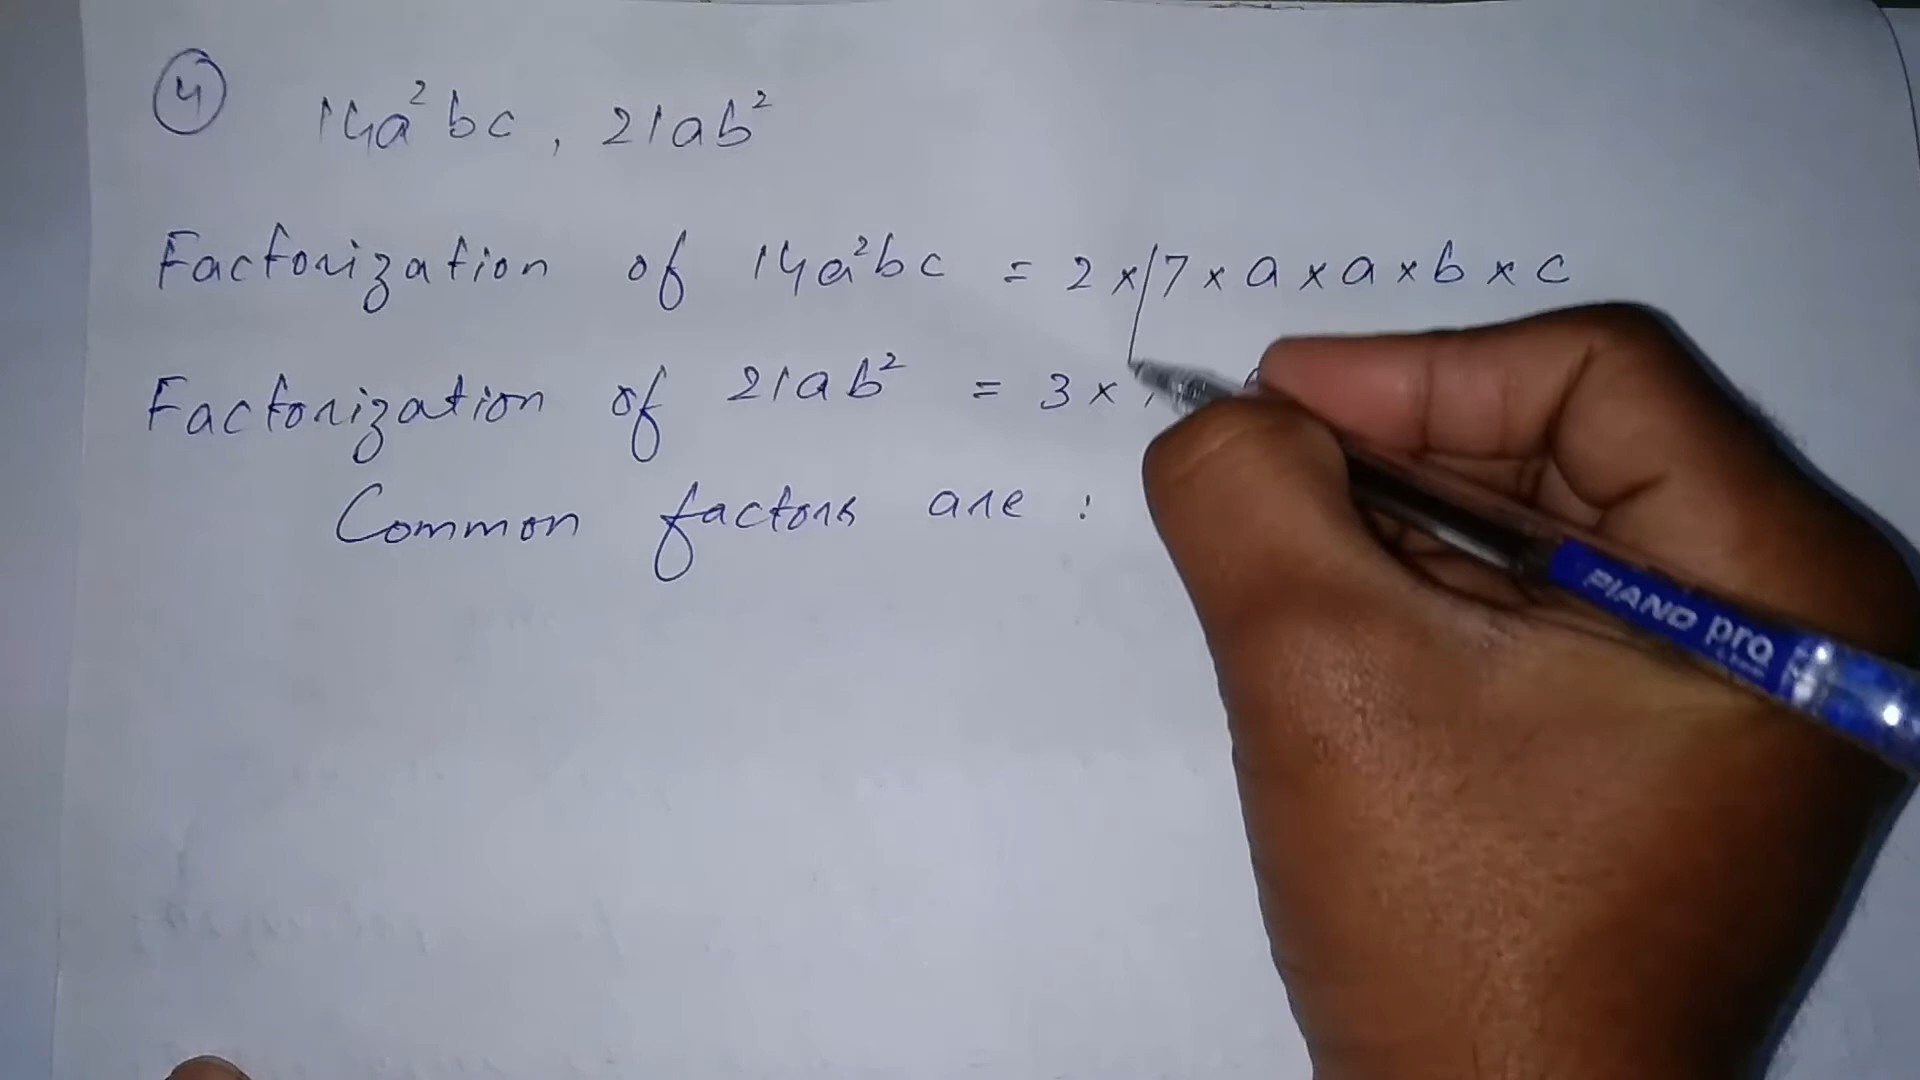 4 14a²bc , 21ab²
Factorization of 14a²bc = 2 × 7 × a × a × b × c
Factorization of 21ab² = 3 ×
Common factors are :
PIANO pro